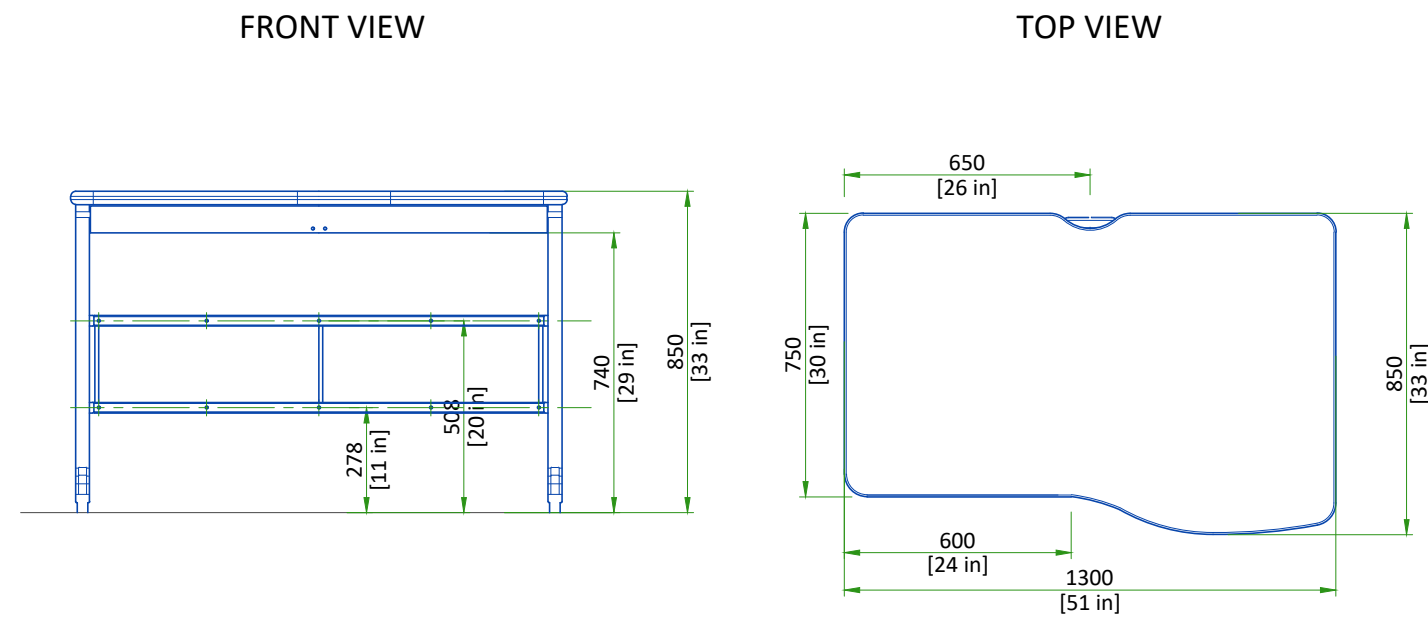 FRONT VIEW
TOP VIEW
278
[11 in]
508
[20 in]
740
[29 in]
850
[33 in]
650
[26 in]
750
[30 in]
850
[33 in]
600
[24 in]
1300
[51 in]